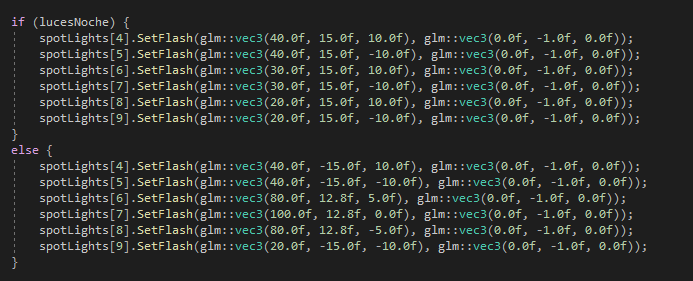 if (lucesNoche) {
    spotLights[4].SetFlash(glm::vec3(40.0f, 15.0f, 10.0f), glm::vec3(0.0f, -1.0f, 0.0f));
    spotLights[5].SetFlash(glm::vec3(40.0f, 15.0f, -10.0f), glm::vec3(0.0f, -1.0f, 0.0f));
    spotLights[6].SetFlash(glm::vec3(30.0f, 15.0f, 10.0f), glm::vec3(0.0f, -1.0f, 0.0f));
    spotLights[7].SetFlash(glm::vec3(30.0f, 15.0f, -10.0f), glm::vec3(0.0f, -1.0f, 0.0f));
    spotLights[8].SetFlash(glm::vec3(20.0f, 15.0f, 10.0f), glm::vec3(0.0f, -1.0f, 0.0f));
    spotLights[9].SetFlash(glm::vec3(20.0f, 15.0f, -10.0f), glm::vec3(0.0f, -1.0f, 0.0f));
}
else {
    spotLights[4].SetFlash(glm::vec3(40.0f, -15.0f, 10.0f), glm::vec3(0.0f, -1.0f, 0.0f));
    spotLights[5].SetFlash(glm::vec3(40.0f, -15.0f, -10.0f), glm::vec3(0.0f, -1.0f, 0.0f));
    spotLights[6].SetFlash(glm::vec3(80.0f, 12.8f, 5.0f), glm::vec3(0.0f, -1.0f, 0.0f));
    spotLights[7].SetFlash(glm::vec3(100.0f, 12.8f, 0.0f), glm::vec3(0.0f, -1.0f, 0.0f));
    spotLights[8].SetFlash(glm::vec3(80.0f, 12.8f, -5.0f), glm::vec3(0.0f, -1.0f, 0.0f));
    spotLights[9].SetFlash(glm::vec3(20.0f, -15.0f, -10.0f), glm::vec3(0.0f, -1.0f, 0.0f));
}